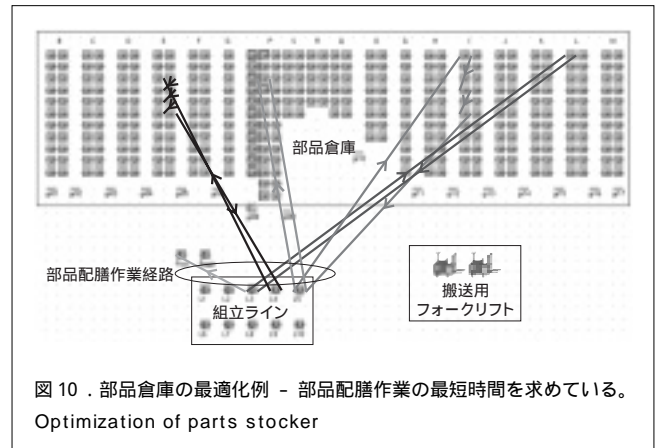 部品倉庫
部品配膳作業経路
組立ライン
搬送用
フォークリフト
図 10 . 部品倉庫の最適化例 － 部品配膳作業の最短時間を求めている。
Optimization of parts stocker